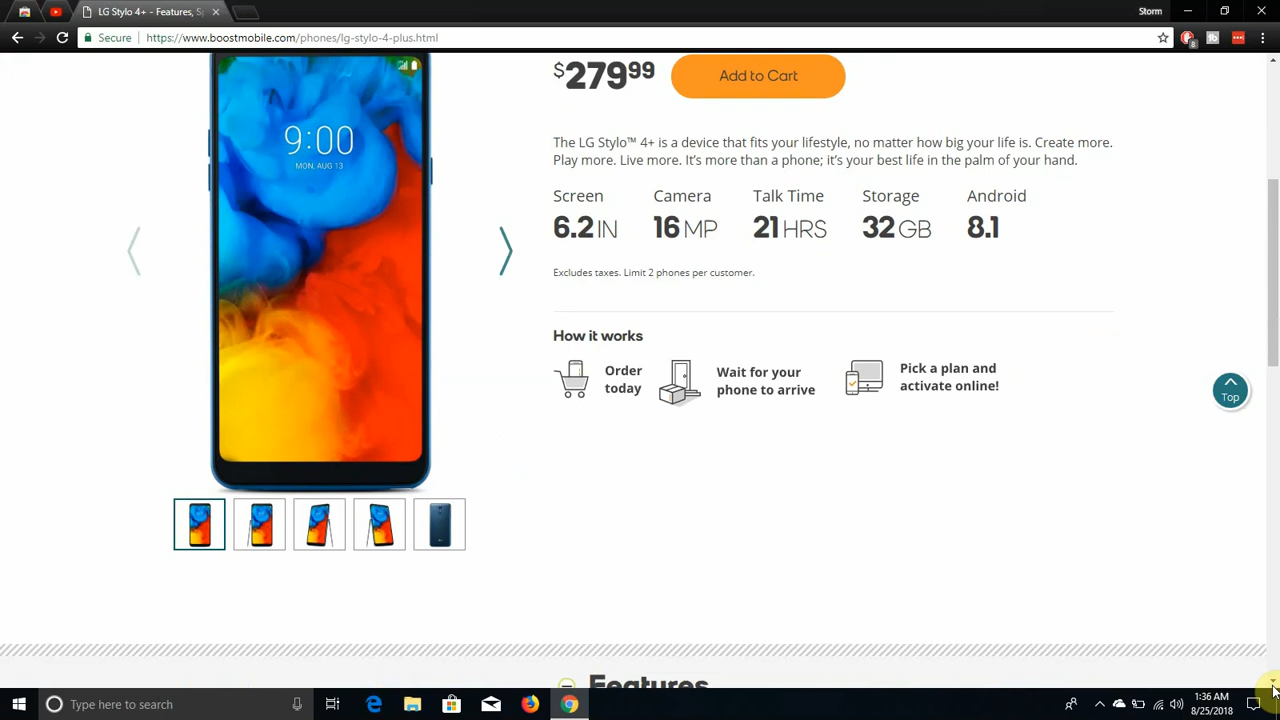 LG Stylo 4+ - Features, Sp
Storm
Secure
https://www.boostmobile.com/phones/lg-stylo-4-plus.html
8
$27999
Add to Cart
9:00
MON, AUG 13
The LG Stylo™ 4+ is a device that fits your lifestyle, no matter how big your life is. Create more.
Play more. Live more. It's more than a phone; it's your best life in the palm of your hand.
Screen
Camera
Talk Time
Storage
Android
6.2 IN
16 MP
21 HRS
32 GB
8.1
Excludes taxes. Limit 2 phones per customer.
How it works
Order
today
Wait for your
phone to arrive
Pick a plan and
activate online!
Top
Features
Type here to search
1:36 AM
8/25/2018